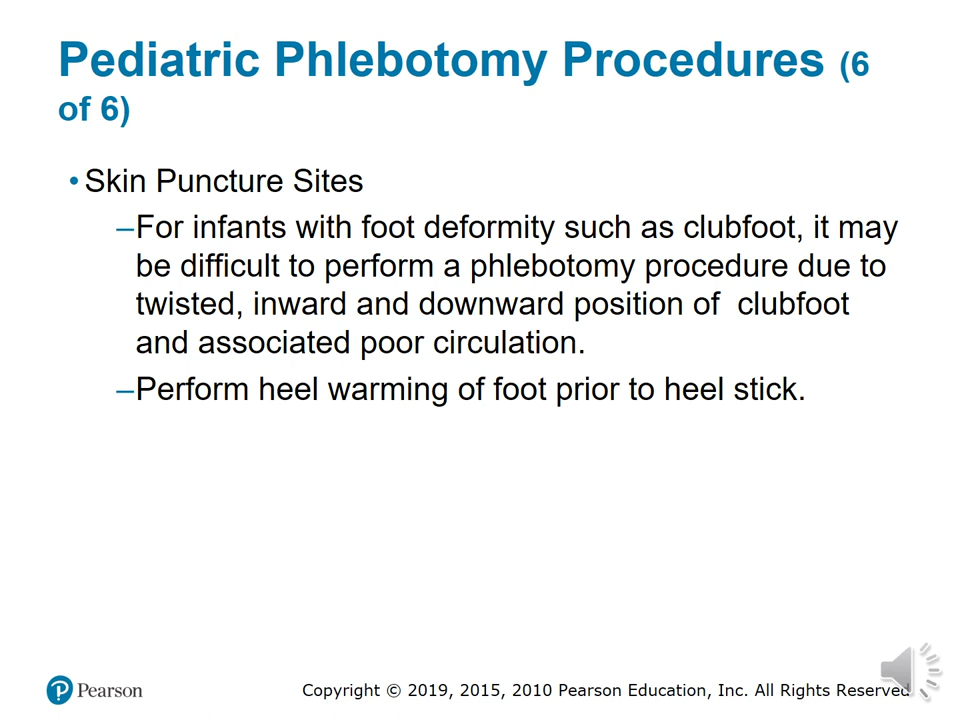 Pediatric Phlebotomy Procedures (6
of 6)
• Skin Puncture Sites
–For infants with foot deformity such as clubfoot, it may
be difficult to perform a phlebotomy procedure due to
twisted, inward and downward position of  clubfoot
and associated poor circulation.
–Perform heel warming of foot prior to heel stick.
Pearson
Copyright © 2019, 2015, 2010 Pearson Education, Inc. All Rights Reserved